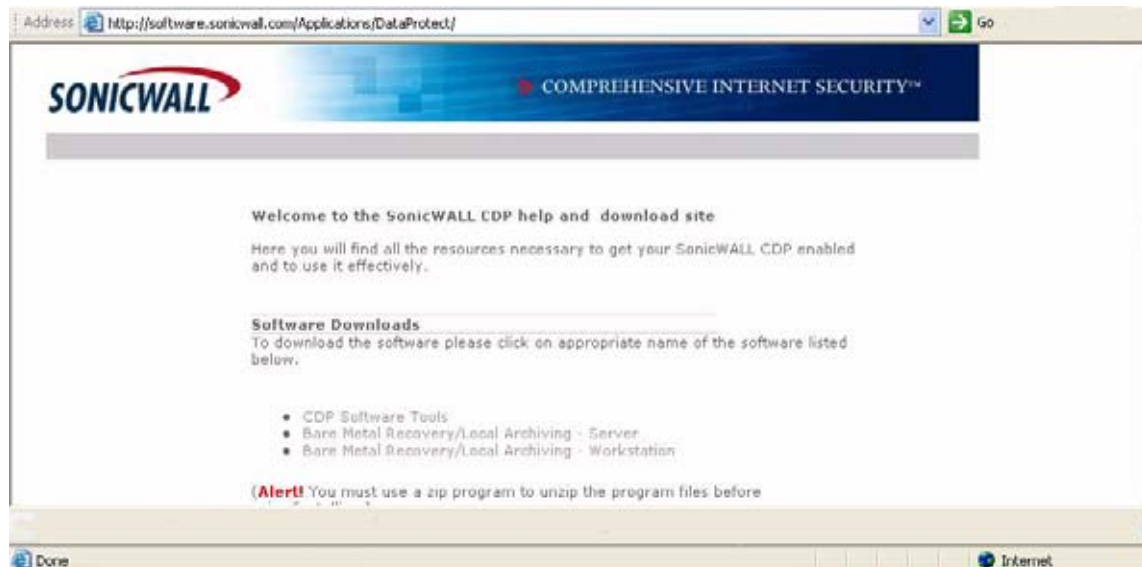 Address http://software.sonicwall.com/Applications/DataProtect/ Go
SONICWALL
COMPREHENSIVE INTERNET SECURITY™
Welcome to the SonicWALL CDP help and download site
Here you will find all the resources necessary to get your SonicWALL CDP enabled
and to use it effectively.
Software Downloads
To download the software please click on appropriate name of the software listed
below.
• CDP Software Tools
• Bare Metal Recovery/Local Archiving - Server
• Bare Metal Recovery/Local Archiving - Workstation
(Alert! You must use a zip program to unzip the program files before
Done Internet